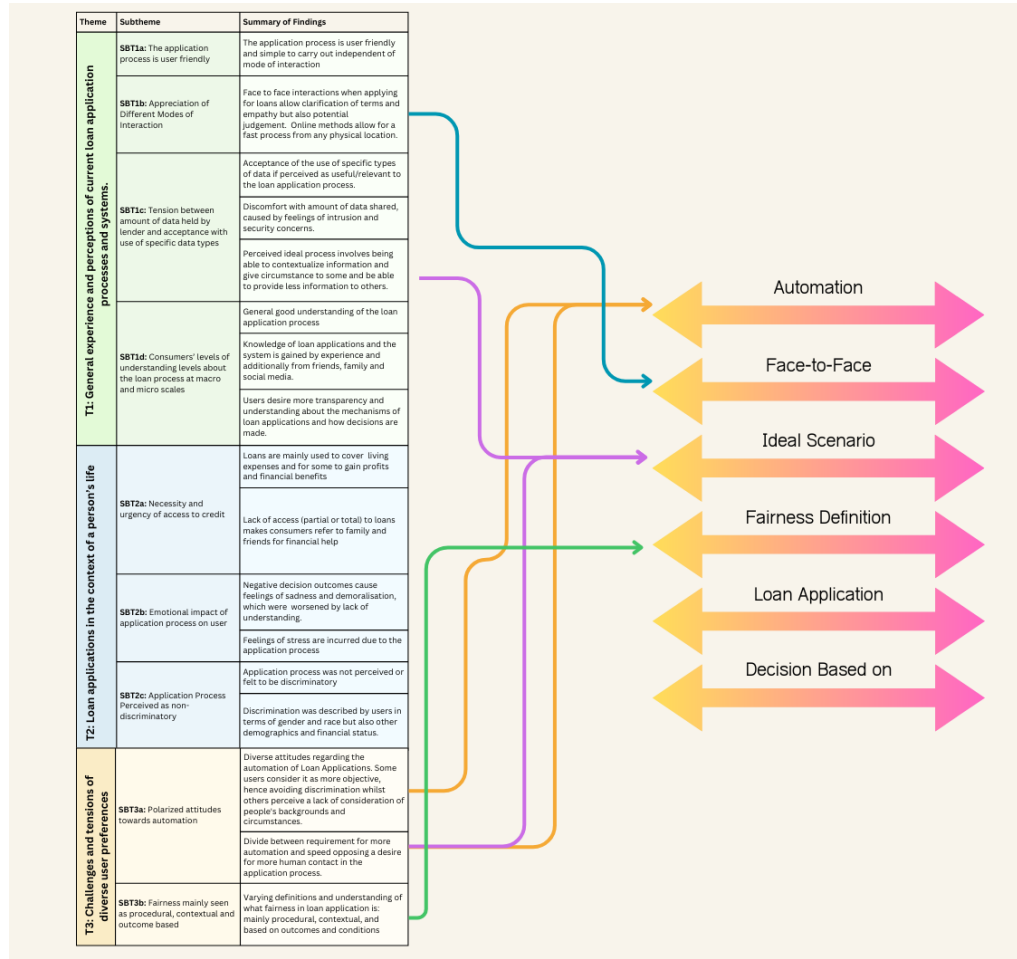 Theme Subtheme Summary of Findings
T1: General experience and perceptions of current loan application
processes and systems.
SBT1a: The application
process is user friendly
The application process is user friendly
and simple to carry out independent of
mode of interaction
SBT1b: Appreciation of
Different Modes of
Interaction
Face to face interactions when applying
for loans allow clarification of terms and
empathy but also potential
judgement. Online methods allow for a
fast process from any physical location.
SBT1c: Tension between
amount of data held by
lender and acceptance with
use of specific data types
Acceptance of the use of specific types
of data if perceived as useful/relevant to
the loan application process.
Discomfort with amount of data shared,
caused by feelings of intrusion and
security concerns.
Perceived ideal process involves being
able to contextualize information and
give circumstance to some and be able
to provide less information to others.
SBT1d: Consumers' levels of
understanding levels about
the loan process at macro
and micro scales
General good understanding of the loan
application process
Knowledge of loan applications and the
system is gained by experience and
additionally from friends, family and
social media.
Users desire more transparency and
understanding about the mechanisms of
loan applications and how decisions are
made.
T2: Loan applications in the context of a person's life
SBT2a: Necessity and
urgency of access to credit
Loans are mainly used to cover living
expenses and for some to gain profits
and financial benefits
Lack of access (partial or total) to loans
makes consumers refer to family and
friends for financial help
SBT2b: Emotional impact of
application process on user
Negative decision outcomes cause
feelings of sadness and demoralisation,
which were worsened by lack of
understanding.
Feelings of stress are incurred due to the
application process
SBT2c: Application Process
Perceived as non-
discriminatory
Application process was not perceived or
felt to be discriminatory
Discrimination was described by users in
terms of gender and race but also other
demographics and financial status.
T3: Challenges and tensions of
diverse user preferences
SBT3a: Polarized attitudes
towards automation
Diverse attitudes regarding the
automation of Loan Applications. Some
users consider it as more objective,
hence avoiding discrimination whilst
others perceive a lack of consideration of
people's backgrounds and
circumstances.
Divide between requirement for more
automation and speed opposing a desire
for more human contact in the
application process.
SBT3b: Fairness mainly seen
as procedural, contextual and
outcome based
Varying definitions and understanding of
what fairness in loan application is:
mainly procedural, contextual, and
based on outcomes and conditions
Automation
Face-to-Face
Ideal Scenario
Fairness Definition
Loan Application
Decision Based on